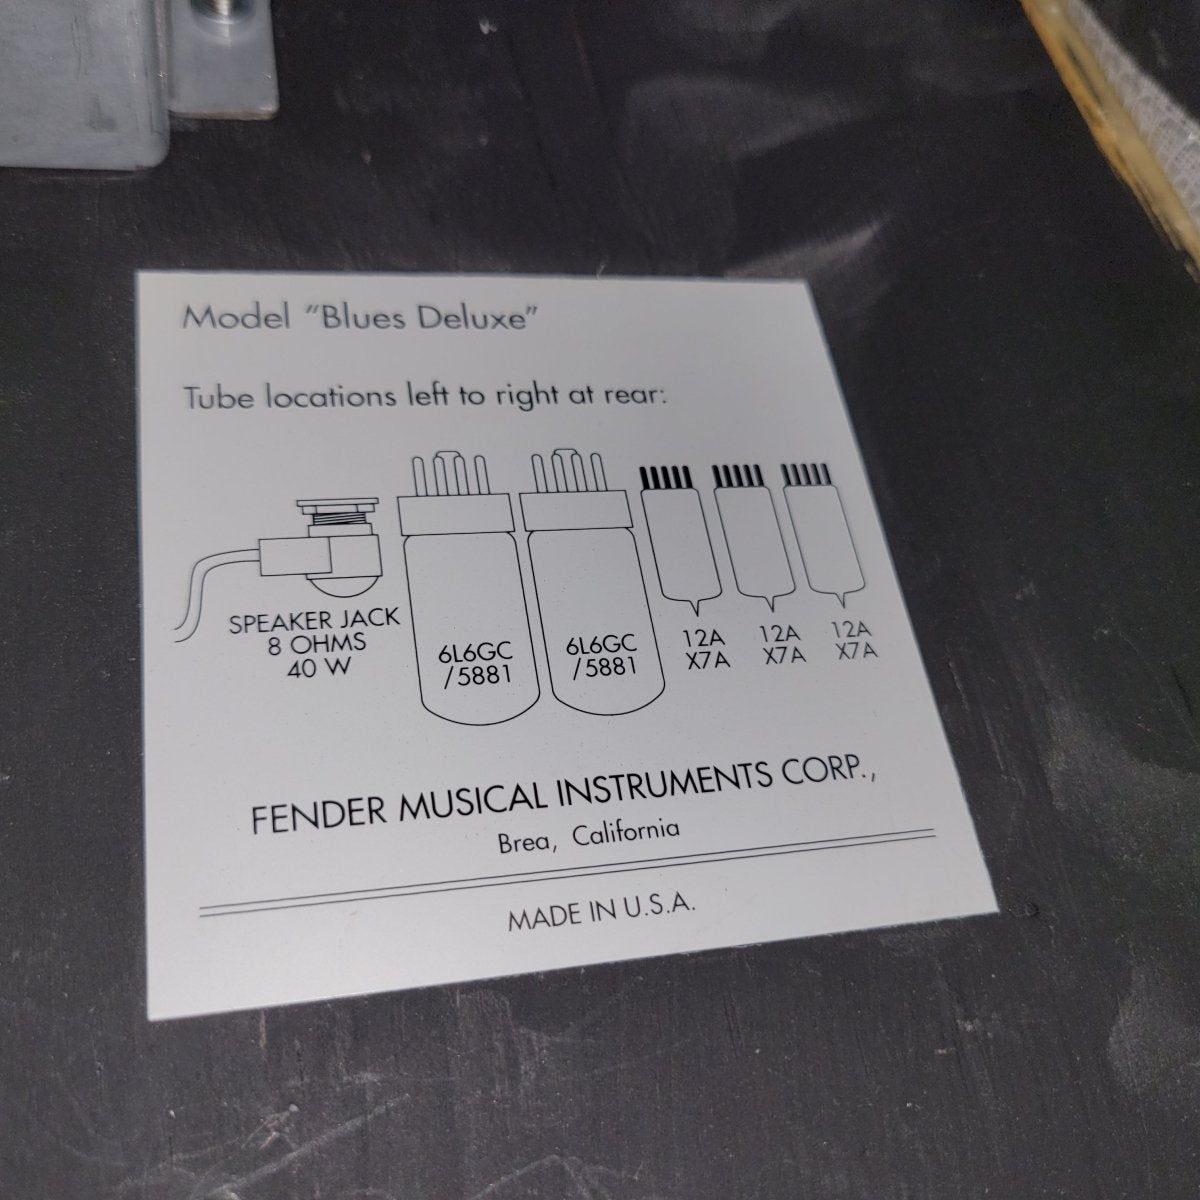 Model "Blues Deluxe"
Tube locations left to right at rear:
SPEAKER JACK
8 OHMS
40 W
6L6GC
/5881
6L6GC
/5881
12A
X7A
12A
X7A
12A
X7A
FENDER MUSICAL INSTRUMENTS CORP.,
Brea, California
MADE IN U.S.A.